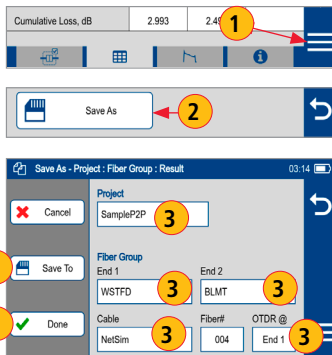 Cumulative Loss, dB 2.993 2.49
1
Save As
2
Save As - Project : Fiber Group : Result 03:14
Project
Cancel
SampleP2P
3
Fiber Group
Save To
End 1 End 2
WSTFD 3 BLMT 3
Done
Cable Fiber# OTDR @
NetSim 3 004 End 1 3